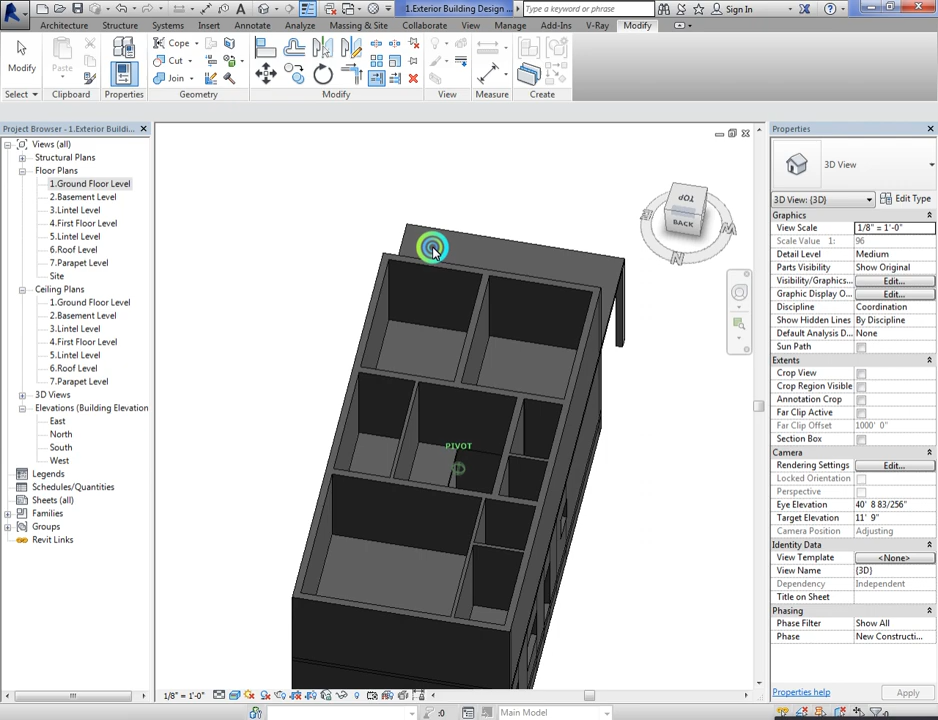 1.Exterior Building Design ...
Type a keyword or phrase
Sign In
Architecture Structure Systems Insert Annotate Analyze Massing & Site Collaborate View Manage Add-Ins V-Ray Modify
Modify
Paste
Cope
Cut
Join
Select Clipboard Properties Geometry Modify View Measure Create
Project Browser - 1.Exterior Buildi...
Views (all)
Structural Plans
Floor Plans
1.Ground Floor Level
2.Basement Level
3.Lintel Level
4.First Floor Level
5.Lintel Level
6.Roof Level
7.Parapet Level
Site
Ceiling Plans
1.Ground Floor Level
2.Basement Level
3.Lintel Level
4.First Floor Level
5.Lintel Level
6.Roof Level
7.Parapet Level
3D Views
Elevations (Building Elevation
East
North
South
West
Legends
Schedules/Quantities
Sheets (all)
Families
Groups
Revit Links
TOP
BACK
W
N
PIVOT
Properties
3D View
3D View: {3D}
Edit Type
Graphics
View Scale 1/8" = 1'-0"
Scale Value 1: 96
Detail Level Medium
Parts Visibility Show Original
Visibility/Graphics... Edit...
Graphic Display O... Edit...
Discipline Coordination
Show Hidden Lines By Discipline
Default Analysis D... None
Sun Path
Extents
Crop View
Crop Region Visible
Annotation Crop
Far Clip Active
Far Clip Offset 1000' 0"
Section Box
Camera
Rendering Settings Edit...
Locked Orientation
Perspective
Eye Elevation 40' 8 83/256"
Target Elevation 11' 9"
Camera Position Adjusting
Identity Data
View Template <None>
View Name {3D}
Dependency Independent
Title on Sheet
Phasing
Phase Filter Show All
Phase New Constructi...
Properties help
Apply
1/8" = 1'-0"
:0
Main Model